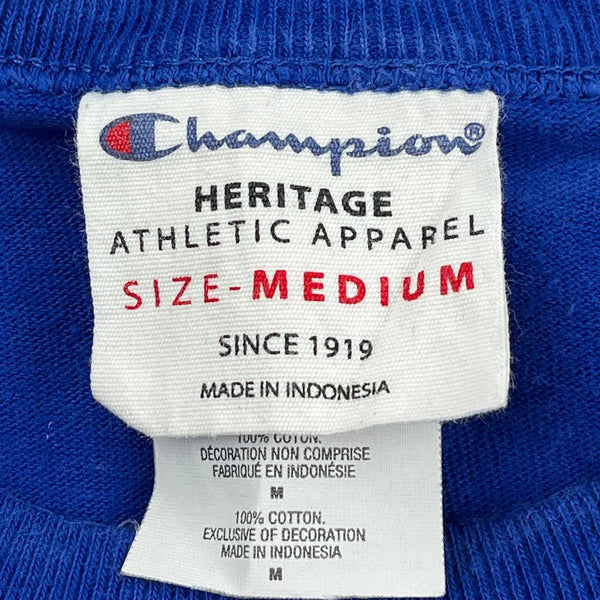 Champion®
HERITAGE
ATHLETIC APPAREL
SIZE-MEDIUM
SINCE 1919
MADE IN INDONESIA
100% COTON.
DÉCORATION NON COMPRISE
FABRIQUÉ EN INDONÉSIE
M
100% COTTON.
EXCLUSIVE OF DECORATION
MADE IN INDONESIA
M